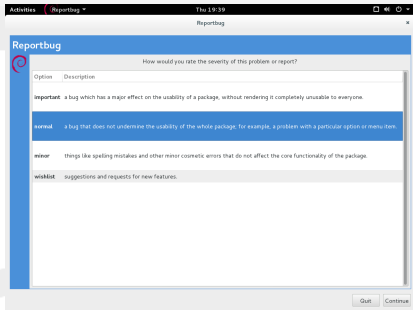 Activities Reportbug Thu 19:39
Reportbug
Reportbug
How would you rate the severity of this problem or report?
Option Description
important a bug which has a major effect on the usability of a package, without rendering it completely unusable to everyone.
normal a bug that does not undermine the usability of the whole package; for example, a problem with a particular option or menu item.
minor things like spelling mistakes and other minor cosmetic errors that do not affect the core functionality of the package.
wishlist suggestions and requests for new features.
Quit Continue